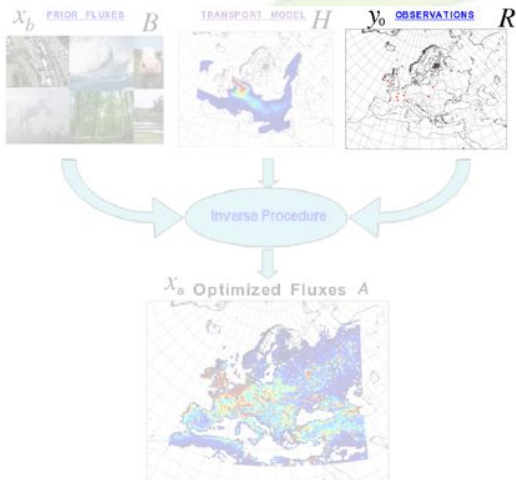 x_b PRIOR FLUXES B
TRANSPORT MODEL H
y_0 OBSERVATIONS R
Inverse Procedure
x_a Optimized Fluxes A